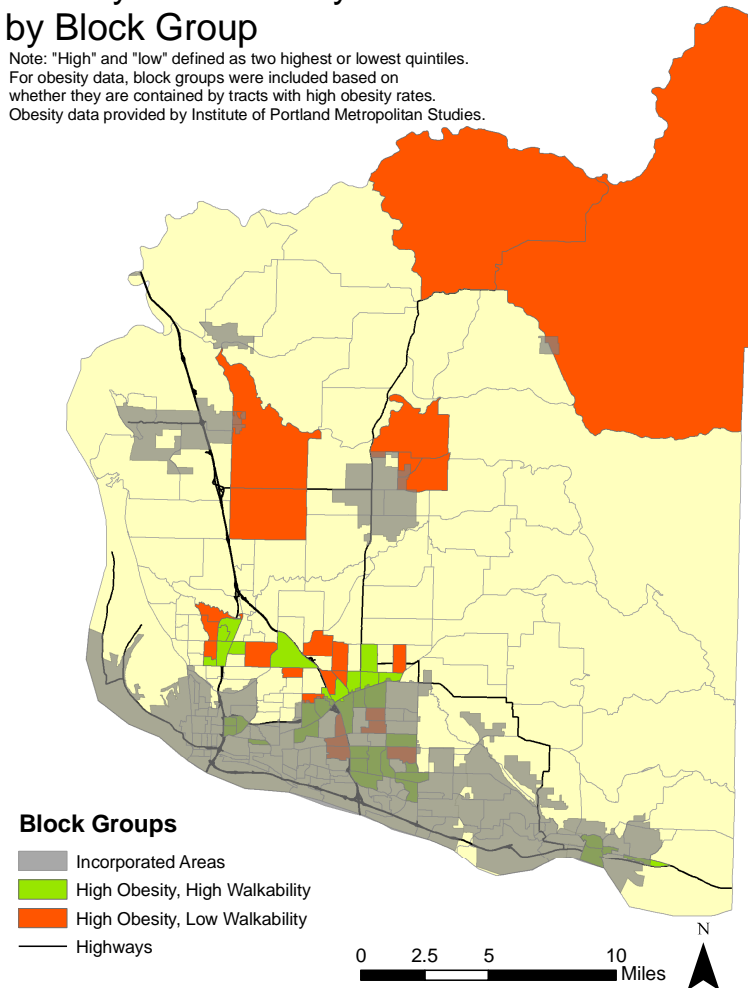 by Block Group
Note: "High" and "low" defined as two highest or lowest quintiles.
For obesity data, block groups were included based on
whether they are contained by tracts with high obesity rates.
Obesity data provided by Institute of Portland Metropolitan Studies.
Block Groups
Incorporated Areas
High Obesity, High Walkability
High Obesity, Low Walkability
Highways
N
0 2.5 5 10
Miles